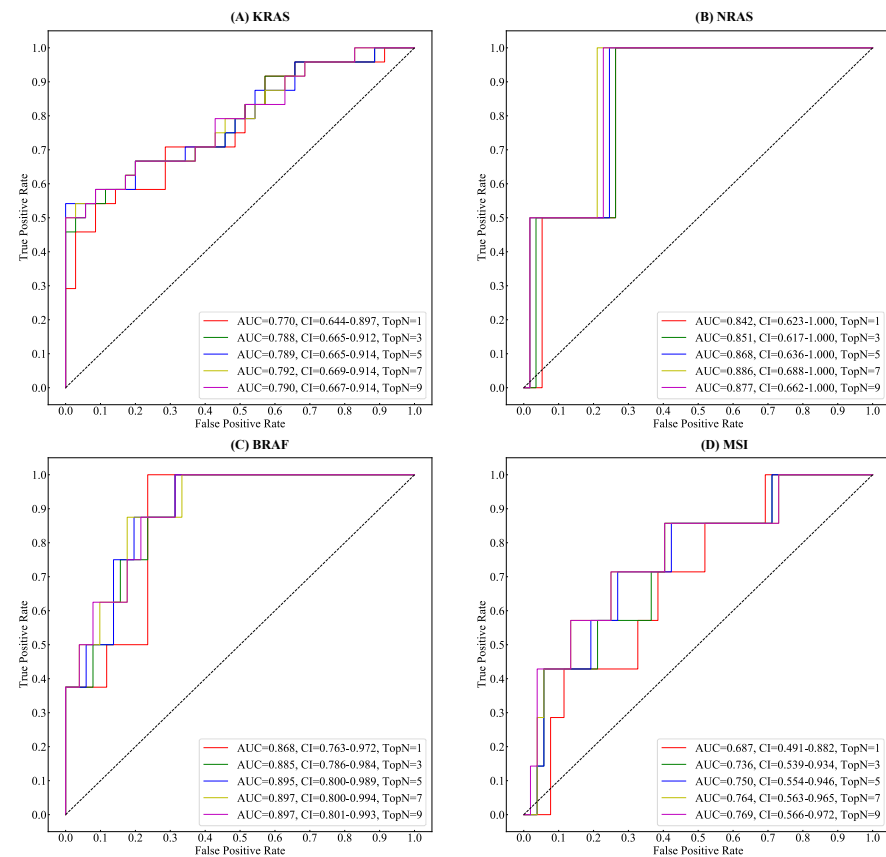 (A) KRAS
1.0
0.9
0.8
0.7
0.6
0.5
0.4
0.3
0.2
0.1
0.0
True Positive Rate
AUC=0.770, CI=0.644-0.897, TopN=1
AUC=0.788, CI=0.665-0.912, TopN=3
AUC=0.789, CI=0.665-0.914, TopN=5
AUC=0.792, CI=0.669-0.914, TopN=7
AUC=0.790, CI=0.667-0.914, TopN=9
0.0 0.1 0.2 0.3 0.4 0.5 0.6 0.7 0.8 0.9 1.0
False Positive Rate
(B) NRAS
1.0
0.9
0.8
0.7
0.6
0.5
0.4
0.3
0.2
0.1
0.0
True Positive Rate
AUC=0.842, CI=0.623-1.000, TopN=1
AUC=0.851, CI=0.617-1.000, TopN=3
AUC=0.868, CI=0.636-1.000, TopN=5
AUC=0.886, CI=0.688-1.000, TopN=7
AUC=0.877, CI=0.662-1.000, TopN=9
0.0 0.1 0.2 0.3 0.4 0.5 0.6 0.7 0.8 0.9 1.0
False Positive Rate
(C) BRAF
1.0
0.9
0.8
0.7
0.6
0.5
0.4
0.3
0.2
0.1
0.0
True Positive Rate
AUC=0.868, CI=0.763-0.972, TopN=1
AUC=0.885, CI=0.786-0.984, TopN=3
AUC=0.895, CI=0.800-0.989, TopN=5
AUC=0.897, CI=0.800-0.994, TopN=7
AUC=0.897, CI=0.801-0.993, TopN=9
0.0 0.1 0.2 0.3 0.4 0.5 0.6 0.7 0.8 0.9 1.0
False Positive Rate
(D) MSI
1.0
0.9
0.8
0.7
0.6
0.5
0.4
0.3
0.2
0.1
0.0
True Positive Rate
AUC=0.687, CI=0.491-0.882, TopN=1
AUC=0.736, CI=0.539-0.934, TopN=3
AUC=0.750, CI=0.554-0.946, TopN=5
AUC=0.764, CI=0.563-0.965, TopN=7
AUC=0.769, CI=0.566-0.972, TopN=9
0.0 0.1 0.2 0.3 0.4 0.5 0.6 0.7 0.8 0.9 1.0
False Positive Rate